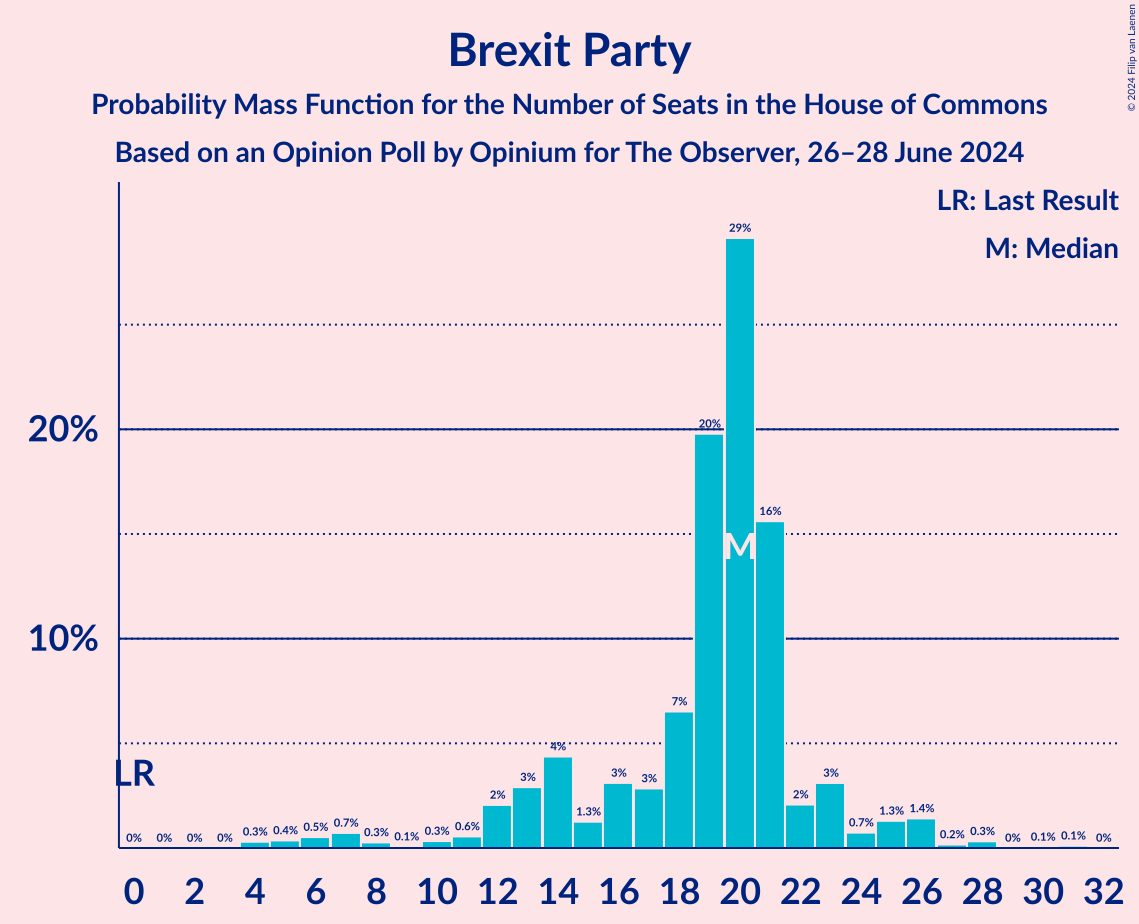 Brexit Party
Probability Mass Function for the Number of Seats in the House of Commons
Based on an Opinion Poll by Opinium for The Observer, 26–28 June 2024
© 2024 Filip van Laenen
LR: Last Result
M: Median
20%
10%
LR
M
0% 0% 0% 0% 0.3% 0.4% 0.5% 0.7% 0.3% 0.1% 0.3% 0.6% 2% 3% 4% 1.3% 3% 3% 7% 20% 29% 16% 2% 3% 0.7% 1.3% 1.4% 0.2% 0.3% 0% 0.1% 0.1% 0%
0 2 4 6 8 10 12 14 16 18 20 22 24 26 28 30 32